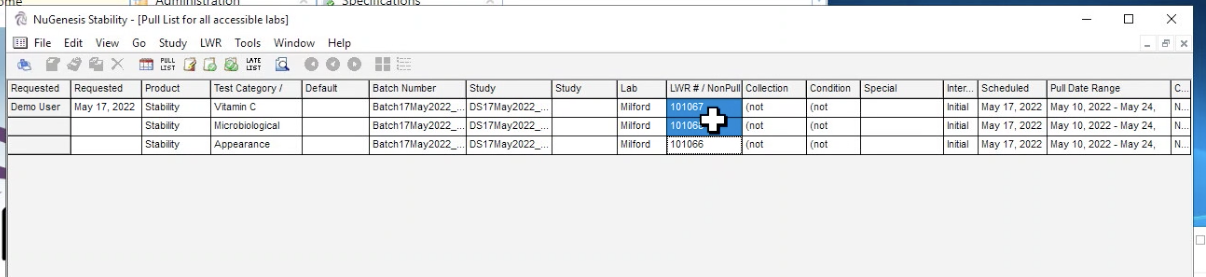 Administration
Specifications
NuGenesis Stability - [Pull List for all accessible labs]
File Edit View Go Study LWR Tools Window Help
PULL LIST LATE LIST
Requested Requested Product Test Category / Default Batch Number Study Study Lab LWR # / NonPull Collection Condition Special Inter... Scheduled Pull Date Range C...
Demo User May 17, 2022 Stability Vitamin C Batch17May2022_... DS17May2022_... Milford 101067 (not (not Initial May 17, 2022 May 10, 2022 - May 24, N...
Stability Microbiological Batch17May2022_... DS17May2022_... Milford (not (not Initial May 17, 2022 May 10, 2022 - May 24, N...
Stability Appearance Batch17May2022_... DS17May2022_... Milford 101066 (not (not Initial May 17, 2022 May 10, 2022 - May 24, N...